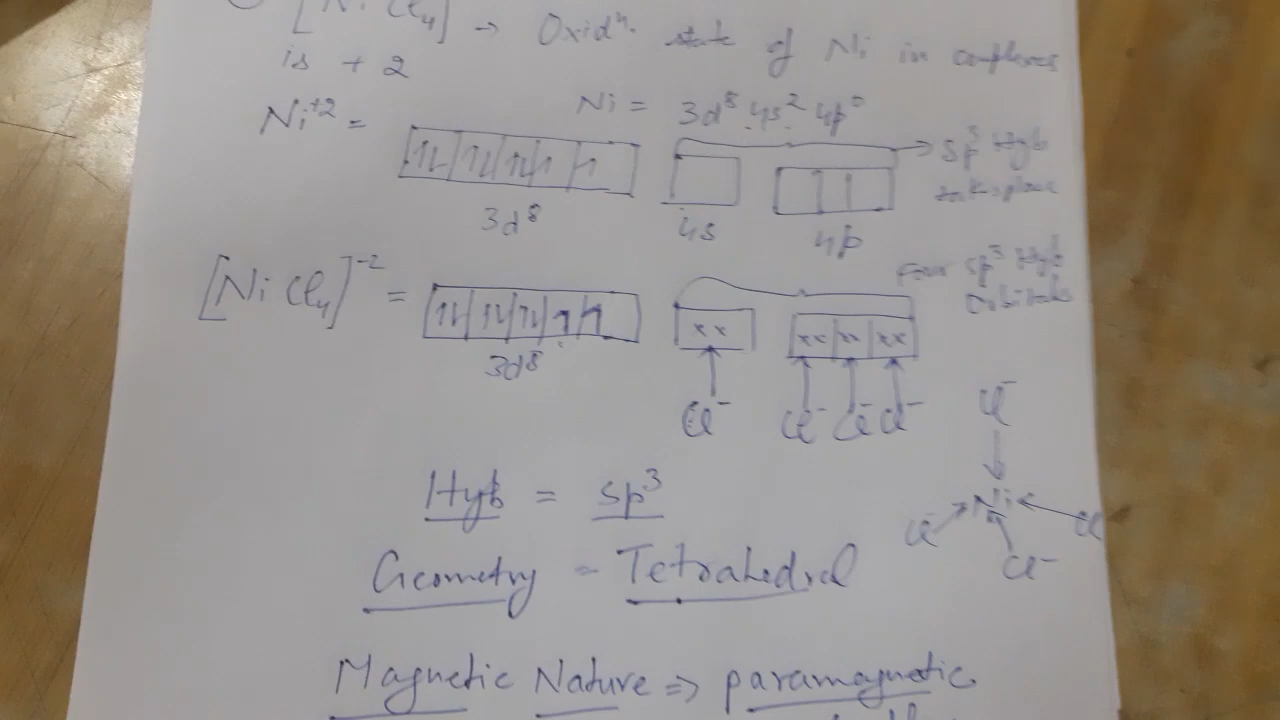 [Ni Cl4] → Oxidn. state of Ni in complexes
is + 2
Ni+2 = Ni = 3d8 4s2 4p0
→ sp3 Hyb
take place
3d8 4s 4p
[Ni Cl4]-2 = Four sp3 Hyb
Orbitals
xx xx xx xx
3d8
Cl- Cl- Cl- Cl-
Cl-
Hyb = sp3
Ni
Cl- Cl
Cl-
Geometry = Tetrahedral
Magnetic Nature => paramagnetic